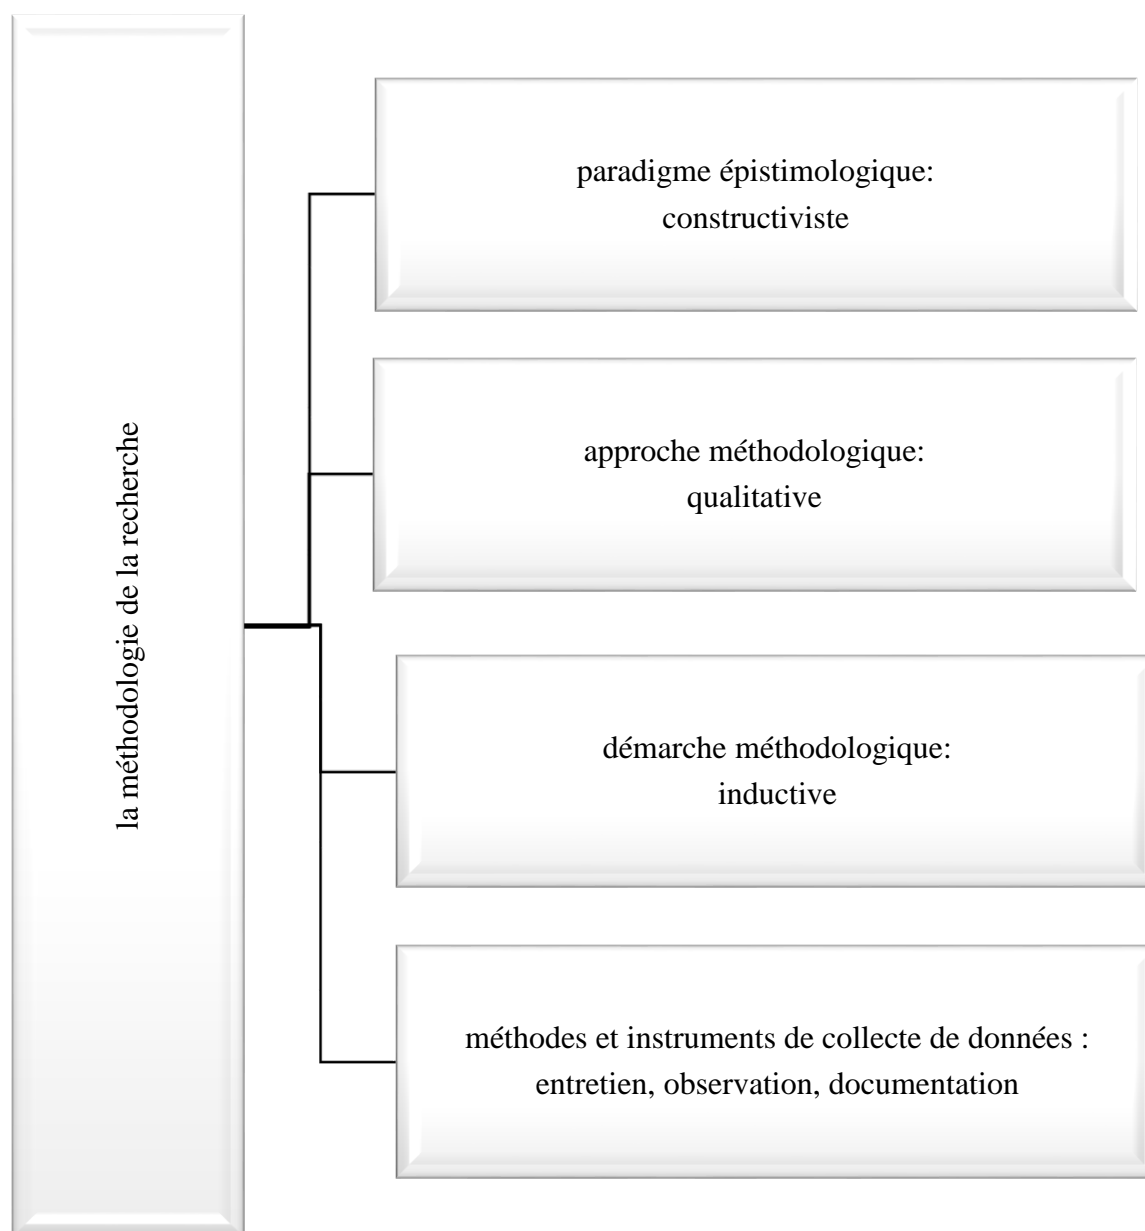 la méthodologie de la recherche
paradigme épistimologique:
constructiviste
approche méthodologique:
qualitative
démarche méthodologique:
inductive
méthodes et instruments de collecte de données :
entretien, observation, documentation